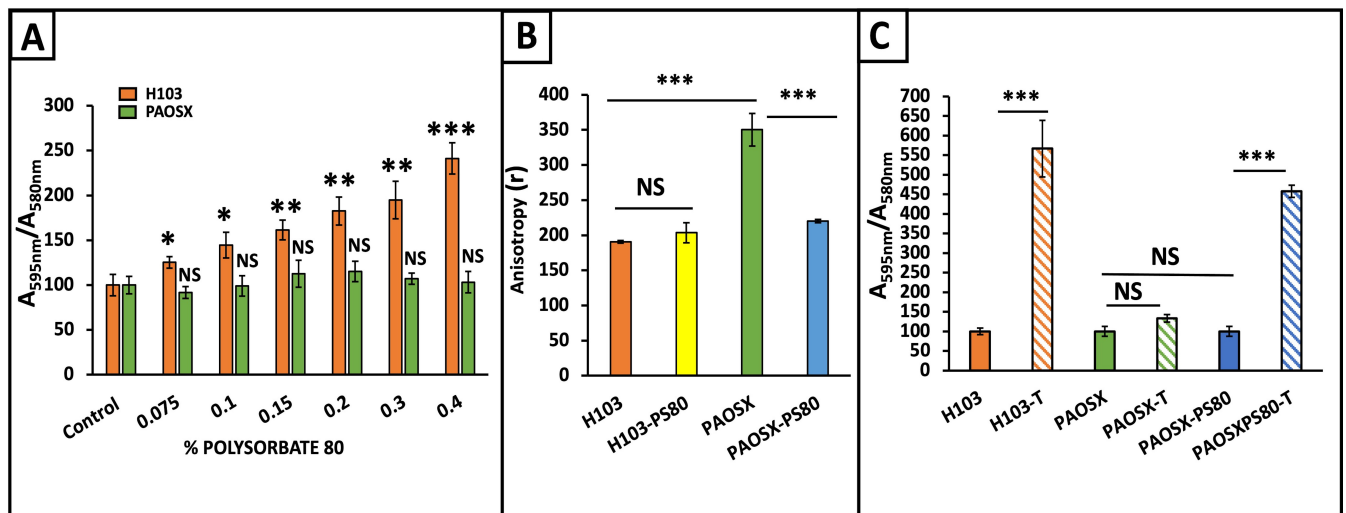 A
H103
PAOSX
300
250
200
150
100
50
0
A595nm/A580nm
*
NS
*
NS
**
NS
**
NS
**
NS
***
NS
Control
0.075
0.1
0.15
0.2
0.3
0.4
% POLYSORBATE 80
B
400
350
300
250
200
150
100
50
0
Anisotropy (r)
***
***
NS
H103
H103-PS80
PAOSX
PAOSX-PS80
C
700
650
600
550
500
450
400
350
300
250
200
150
100
50
0
A595nm/A580nm
***
***
NS
NS
H103
H103-T
PAOSX
PAOSX-T
PAOSX-PS80
PAOSXPS80-T